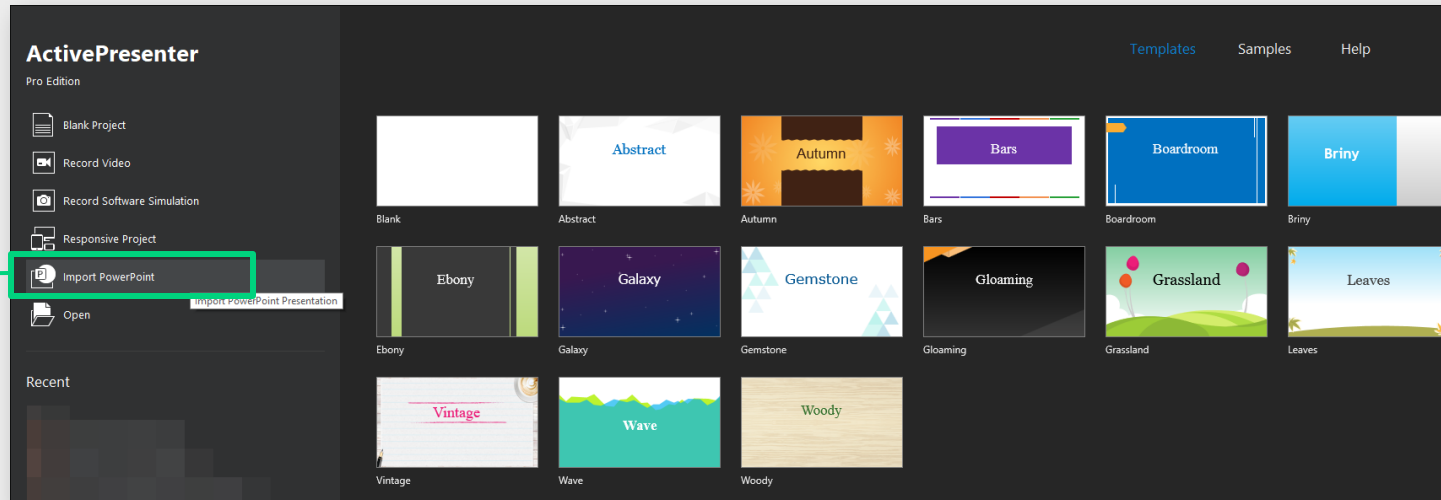 ActivePresenter
Pro Edition
Templates Samples Help
Blank Project
Record Video
Record Software Simulation
Responsive Project
Import PowerPoint
Import PowerPoint Presentation
Open
Recent
Abstract
Autumn
Bars
Boardroom
Briny
Blank
Abstract
Autumn
Bars
Boardroom
Briny
Ebony
Galaxy
Gemstone
Gloaming
Grassland
Leaves
Ebony
Galaxy
Gemstone
Gloaming
Grassland
Leaves
Vintage
Wave
Woody
Vintage
Wave
Woody